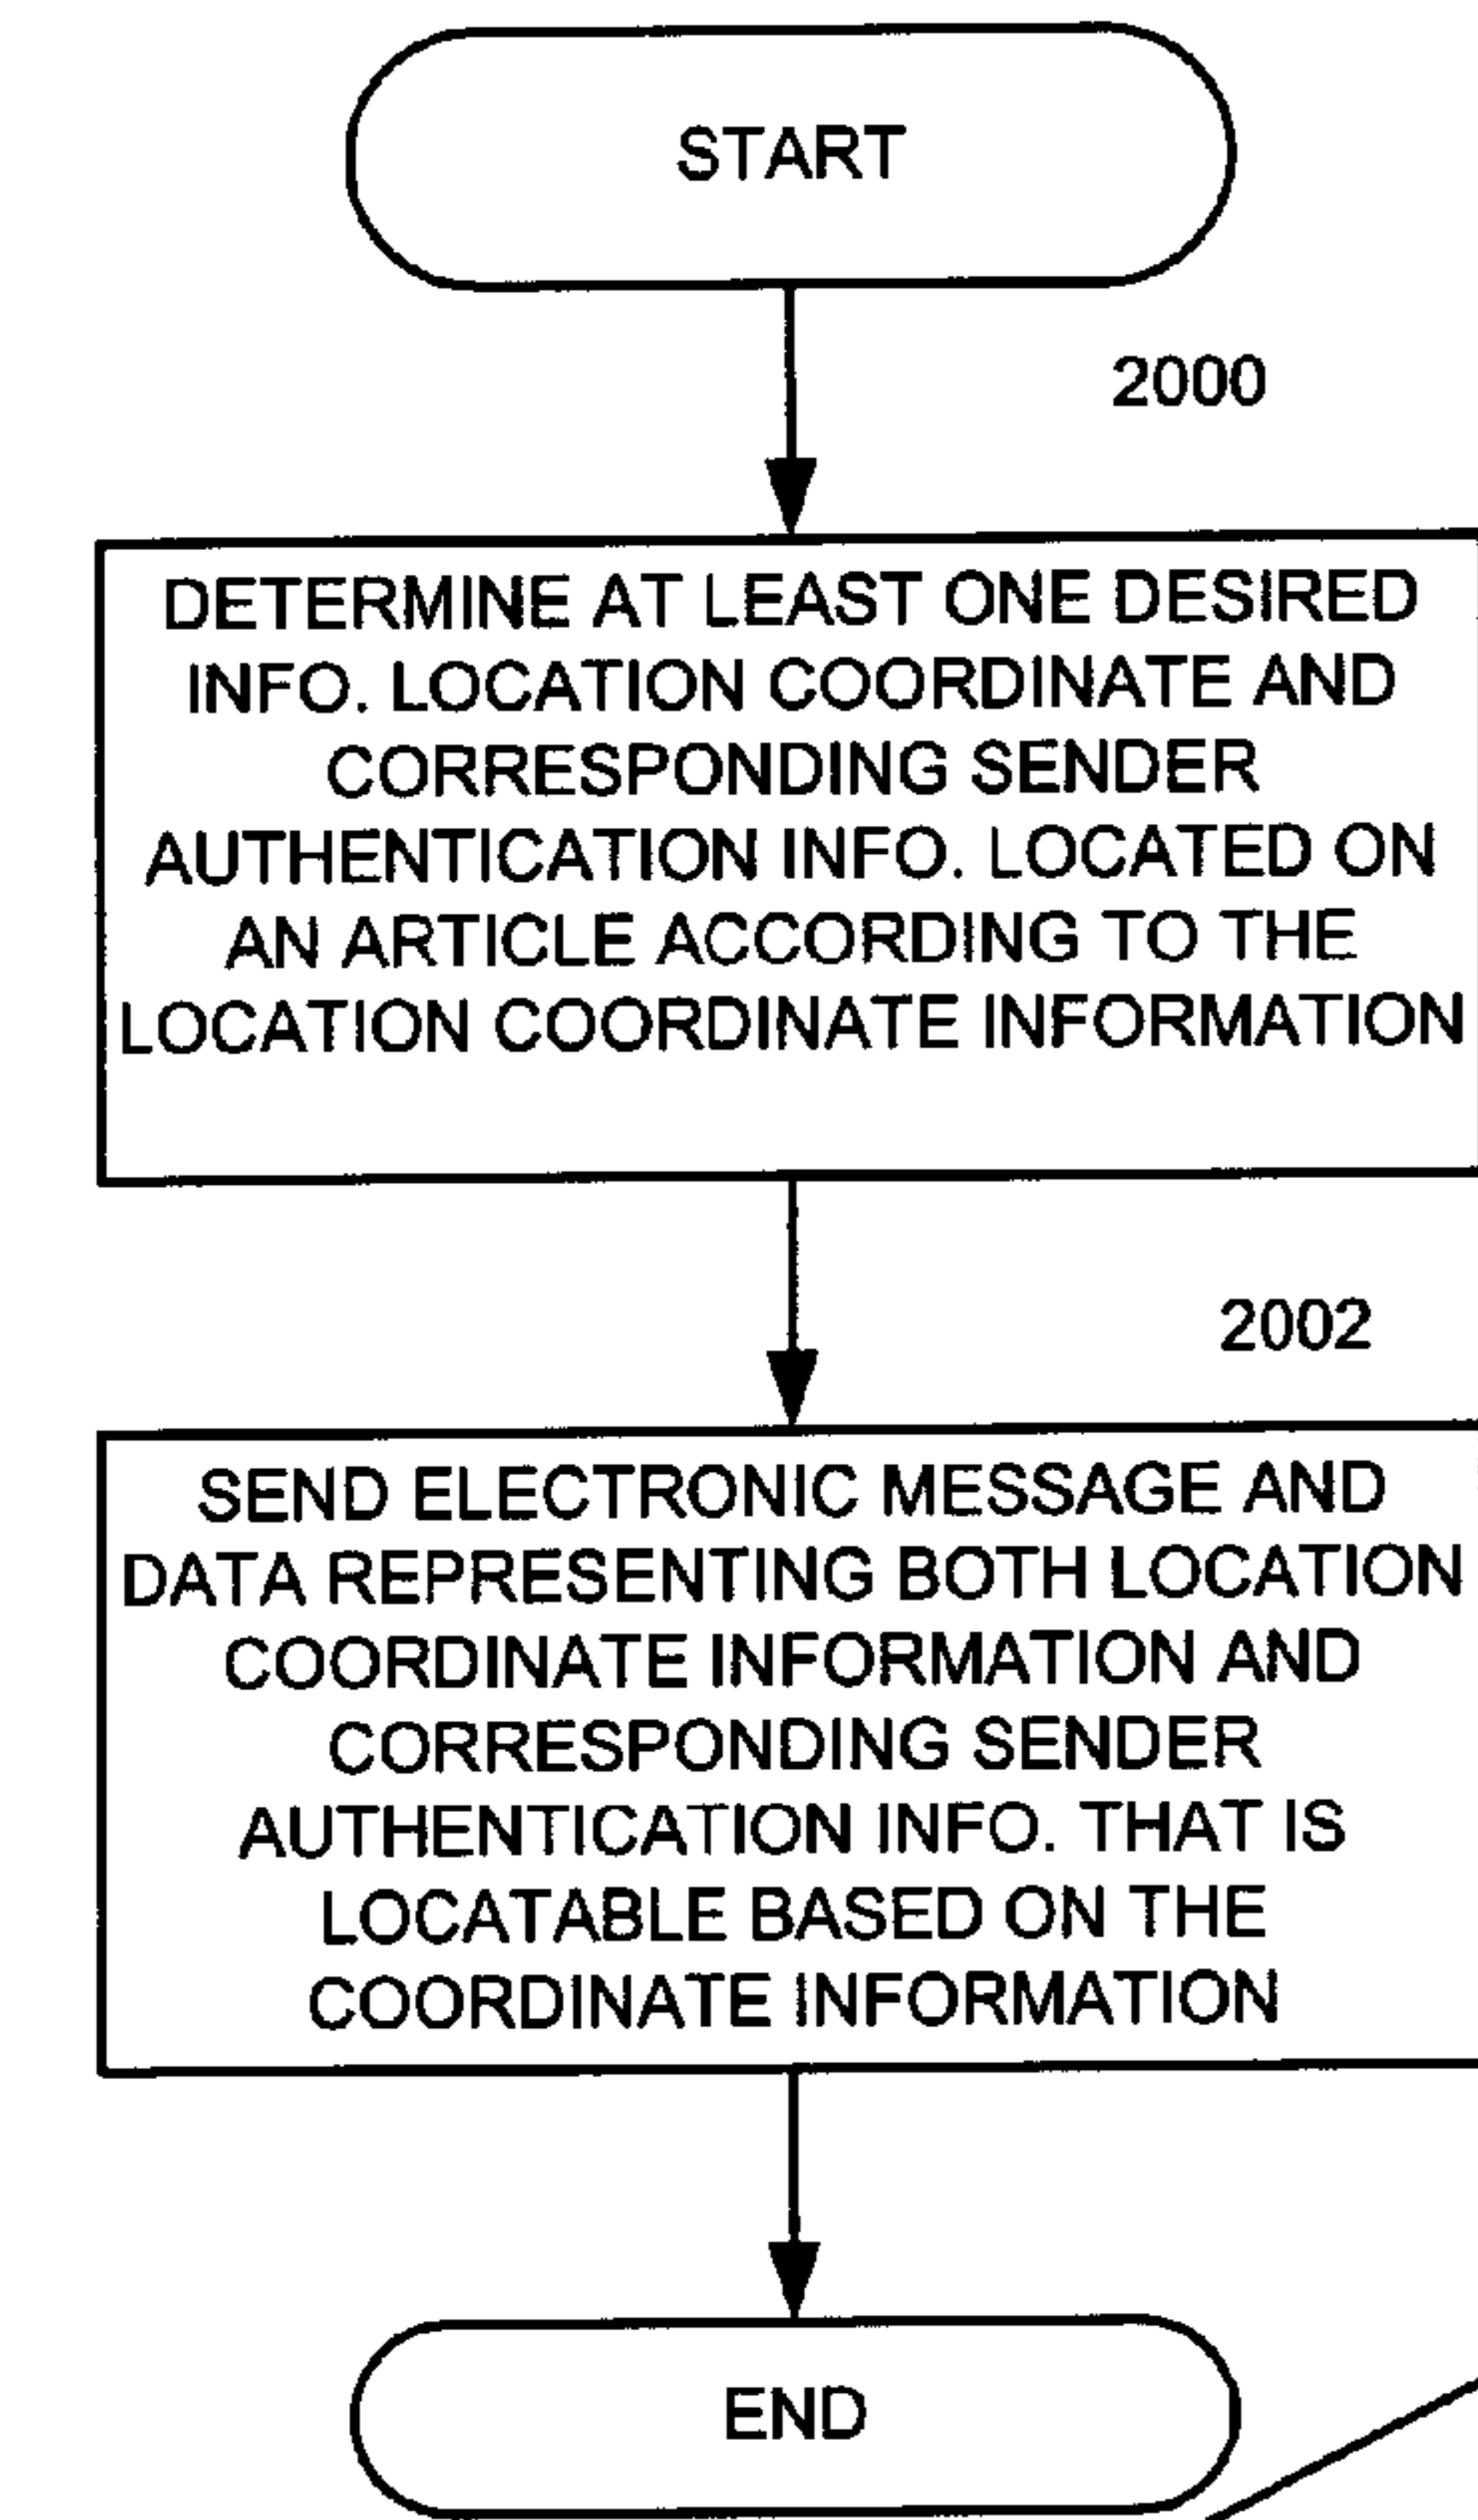 START
2000
DETERMINE AT LEAST ONE DESIRED
INFO. LOCATION COORDINATE AND
CORRESPONDING SENDER
AUTHENTICATION INFO. LOCATED ON
AN ARTICLE ACCORDING TO THE
LOCATION COORDINATE INFORMATION
2002
SEND ELECTRONIC MESSAGE AND
DATA REPRESENTING BOTH LOCATION
COORDINATE INFORMATION AND
CORRESPONDING SENDER
AUTHENTICATION INFO. THAT IS
LOCATABLE BASED ON THE
COORDINATE INFORMATION
END